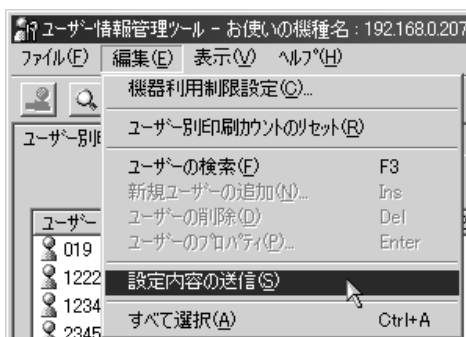 ユーザー情報管理ツール - お使いの機種名 : 192.168.0.207
ファイル(F) 編集(E) 表示(V) ヘルプ(H)
機器利用制限設定(C)...
ユーザー別印刷カウントのリセット(R)
ユーザー別印
ユーザーの検索(F) F3
新規ユーザーの追加(N)... Ins
ユーザーの削除(D) Del
ユーザーのプロパティ(P)... Enter
ユーザー
019
1222
設定内容の送信(S)
1234
すべて選択(A) Ctrl+A
2345